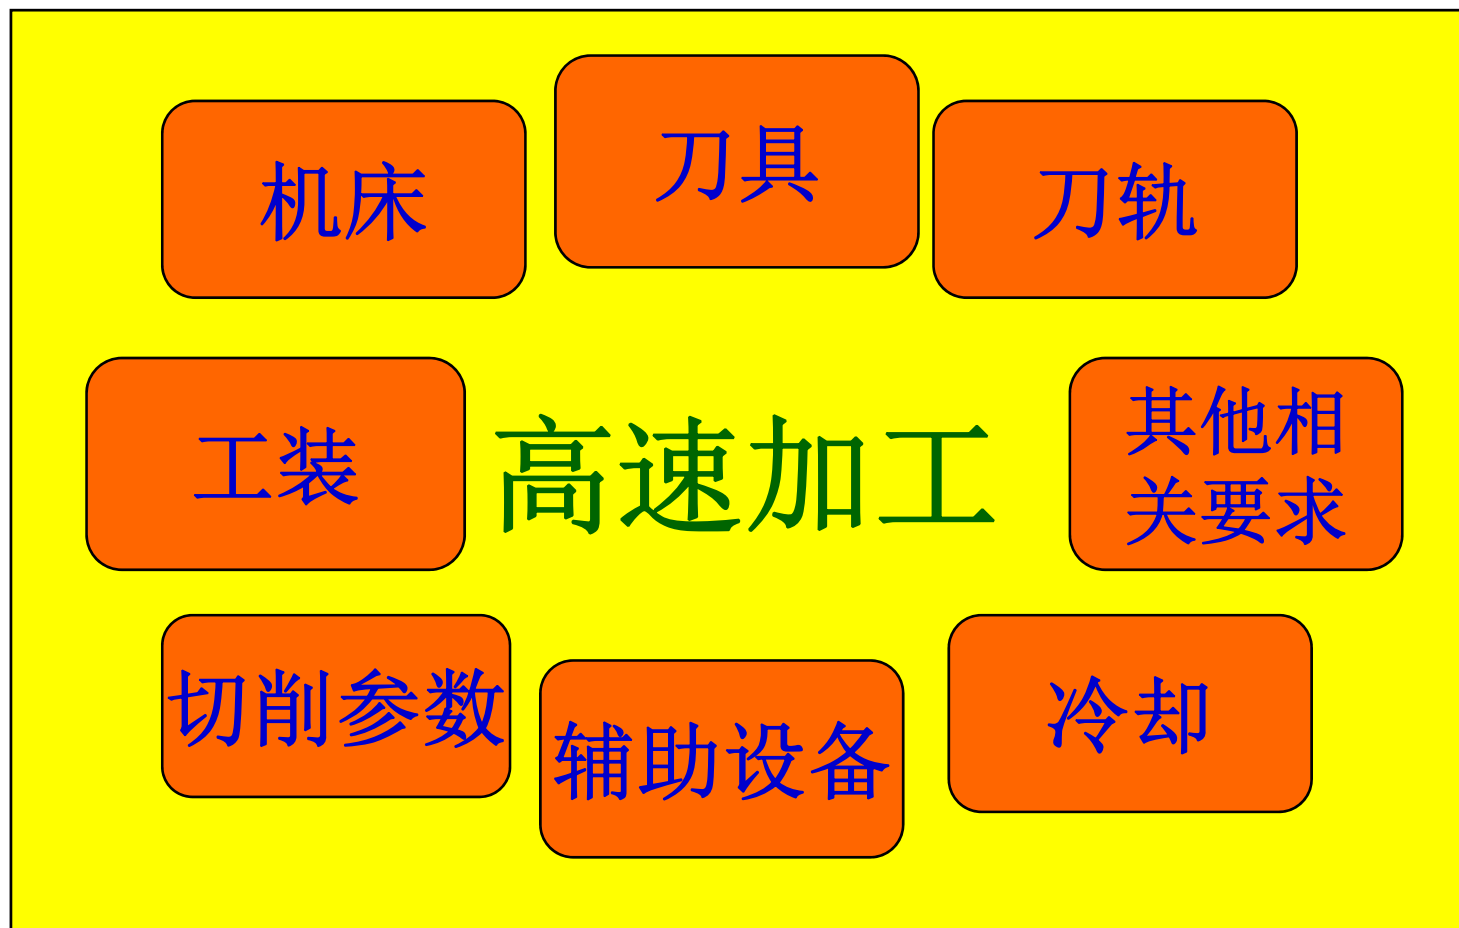 机床
刀具
刀轨
工装
高速加工
其他相
关要求
切削参数
辅助设备
冷却